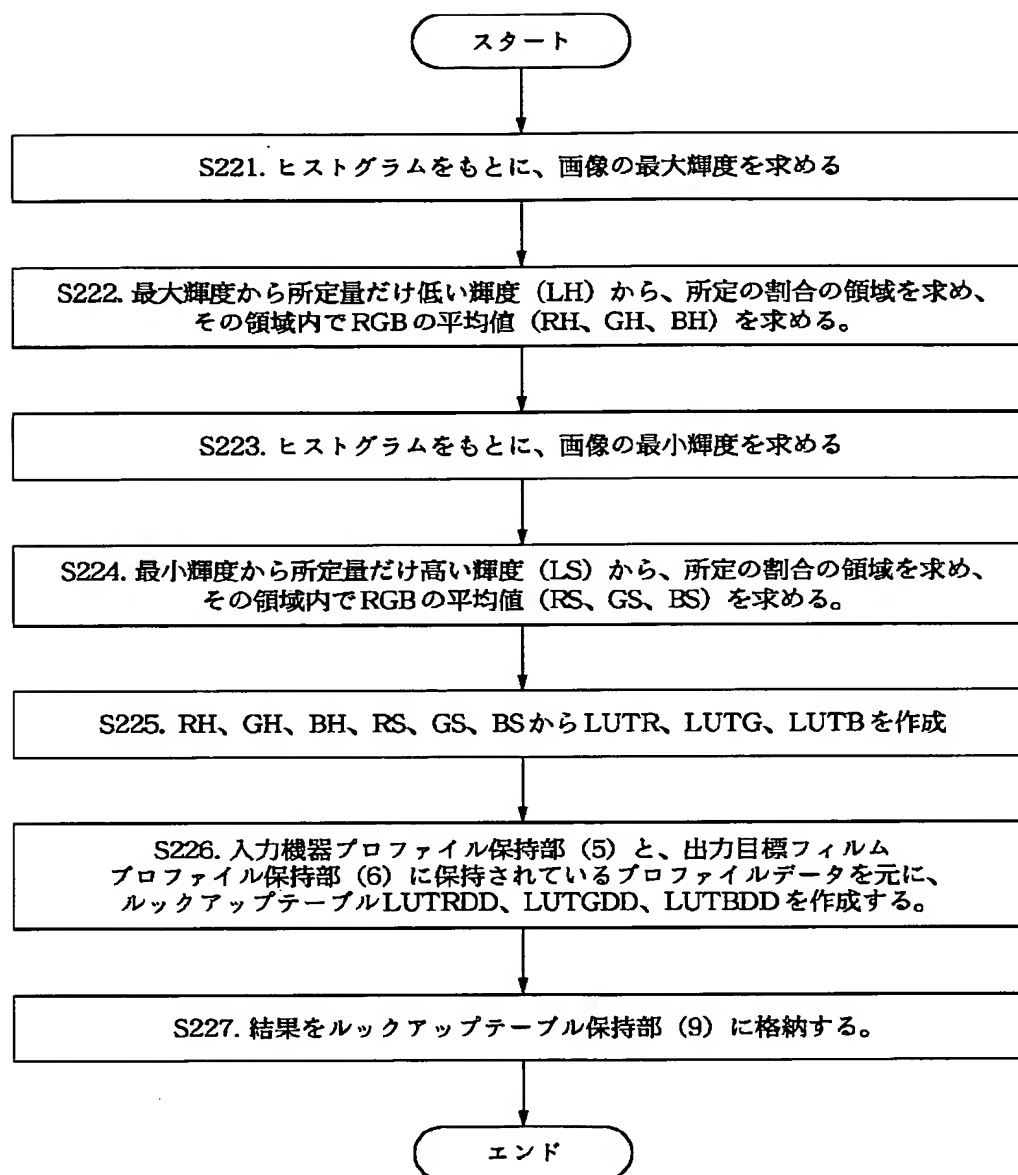 スタート
S221. ヒストグラムをもとに、画像の最大輝度を求める
S222. 最大輝度から所定量だけ低い輝度（LH）から、所定の割合の領域を求め、
その領域内でRGBの平均値（RH、GH、BH）を求める。
S223. ヒストグラムをもとに、画像の最小輝度を求める
S224. 最小輝度から所定量だけ高い輝度（LS）から、所定の割合の領域を求め、
その領域内でRGBの平均値（RS、GS、BS）を求める。
S225. RH、GH、BH、RS、GS、BSからLUTR、LUTG、LUTBを作成
S226. 入力機器プロファイル保持部（5）と、出力目標フィルム
プロファイル保持部（6）に保持されているプロファイルデータを元に、
ルックアップテーブルLUTRDD、LUTGDD、LUTBDDを作成する。
S227. 結果をルックアップテーブル保持部（9）に格納する。
エンド